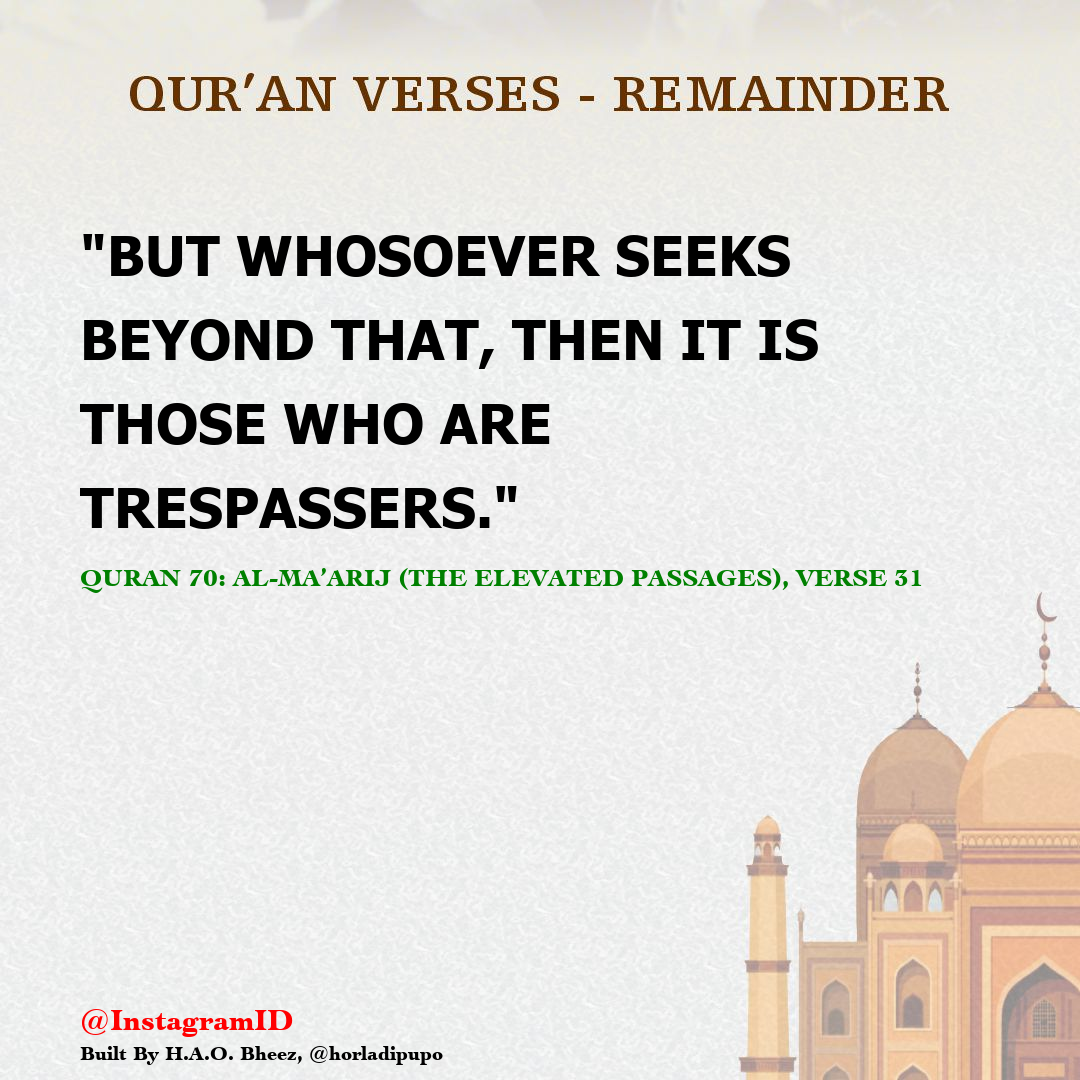 QUR'AN VERSES - REMAINDER
"BUT WHOSOEVER SEEKS
BEYOND THAT, THEN IT IS
THOSE WHO ARE
TRESPASSERS."
QURAN 70: AL-MA'ARIJ (THE ELEVATED PASSAGES), VERSE 31
@InstagramID
Built By H.A.O. Bheez, @horladipupo